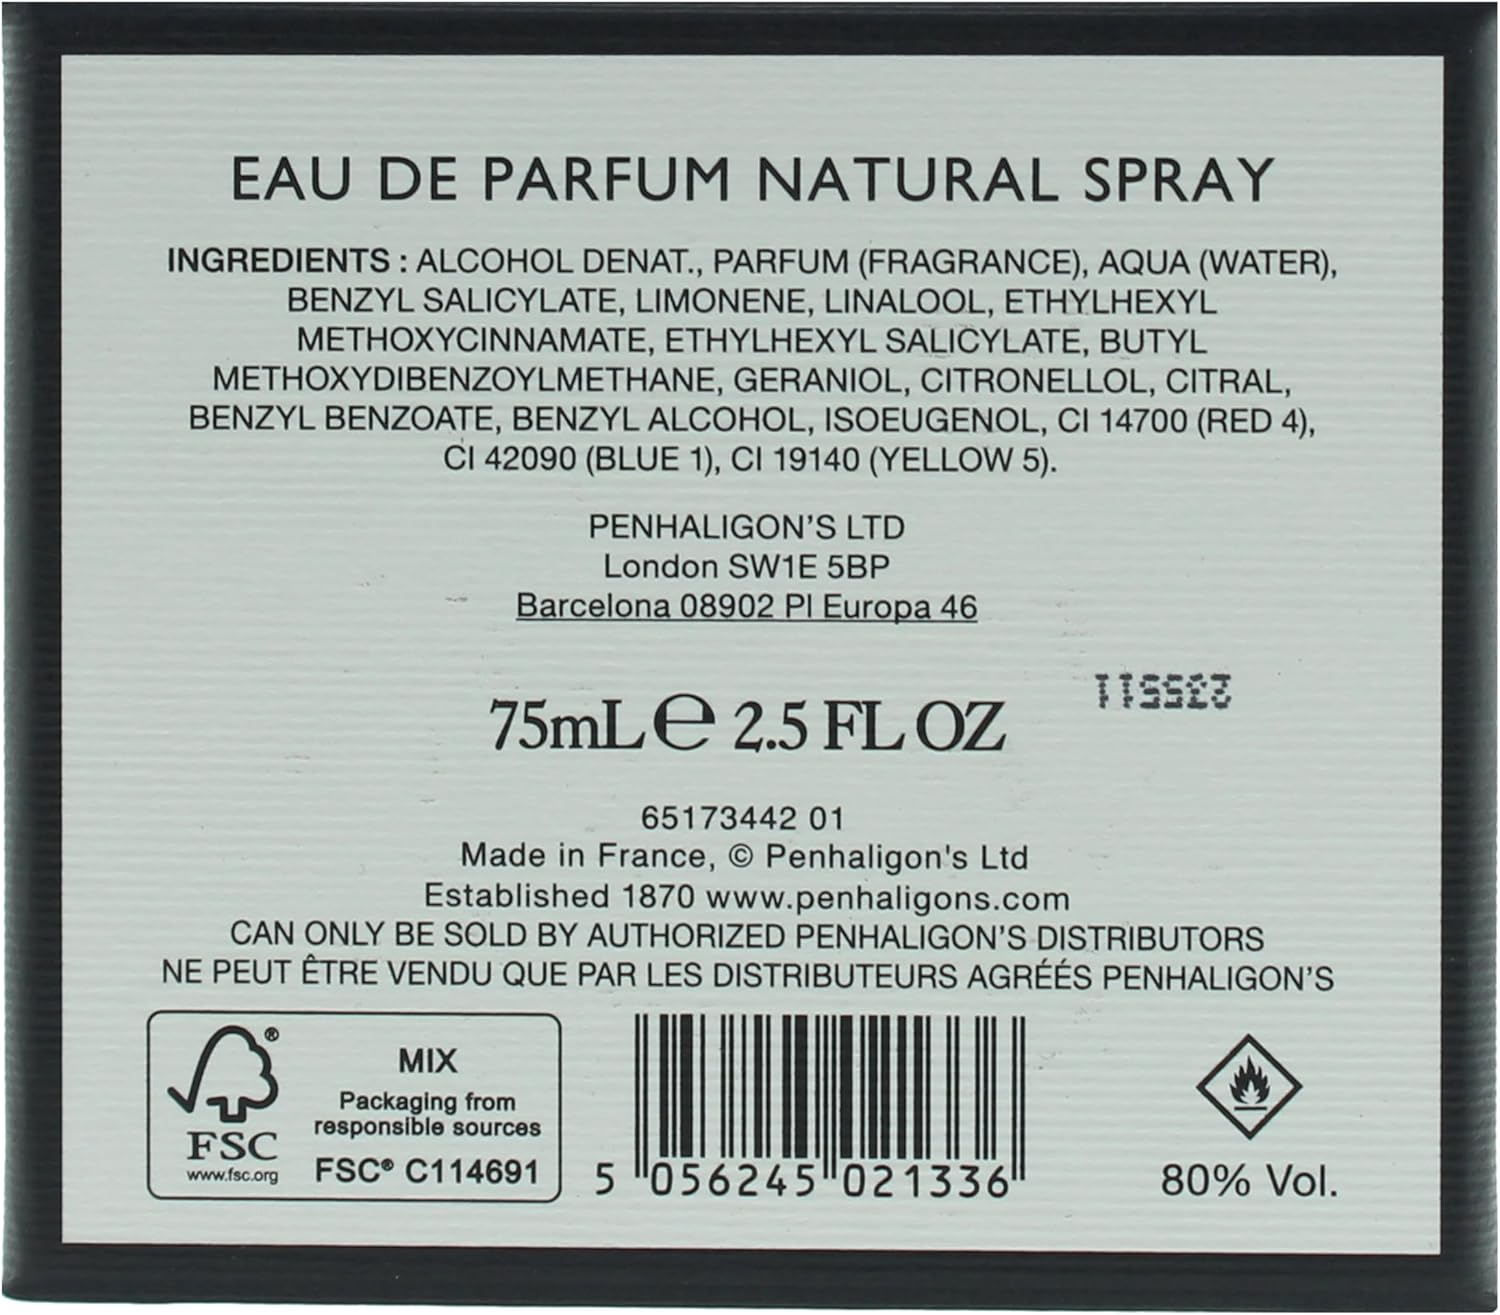 EAU DE PARFUM NATURAL SPRAY
INGREDIENTS : ALCOHOL DENAT., PARFUM (FRAGRANCE), AQUA (WATER),
BENZYL SALICYLATE, LIMONENE, LINALOOL, ETHYLHEXYL
METHOXYCINNAMATE, ETHYLHEXYL SALICYLATE, BUTYL
METHOXYDIBENZOYLMETHANE, GERANIOL, CITRONELLOL, CITRAL,
BENZYL BENZOATE, BENZYL ALCOHOL, ISOEUGENOL, CI 14700 (RED 4),
CI 42090 (BLUE 1), CI 19140 (YELLOW 5).
PENHALIGON'S LTD
London SW1E 5BP
Barcelona 08902 Pl Europa 46
75mL ℮ 2.5 FL OZ
65173442 01
Made in France, © Penhaligon's Ltd
Established 1870 www.penhaligons.com
CAN ONLY BE SOLD BY AUTHORIZED PENHALIGON'S DISTRIBUTORS
NE PEUT ÊTRE VENDU QUE PAR LES DISTRIBUTEURS AGRÉÉS PENHALIGON'S
FSC®
www.fsc.org
MIX
Packaging from
responsible sources
FSC® C114691
5 056245 021336
80% Vol.